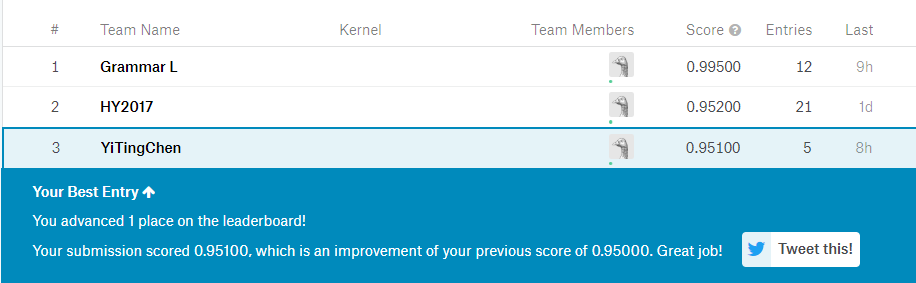 # Team Name Kernel Team Members Score ? Entries Last
1 Grammar L 0.99500 12 9h
2 HY2017 0.95200 21 1d
3 YiTingChen 0.95100 5 8h
Your Best Entry ↑
You advanced 1 place on the leaderboard!
Your submission scored 0.95100, which is an improvement of your previous score of 0.95000. Great job! Tweet this!